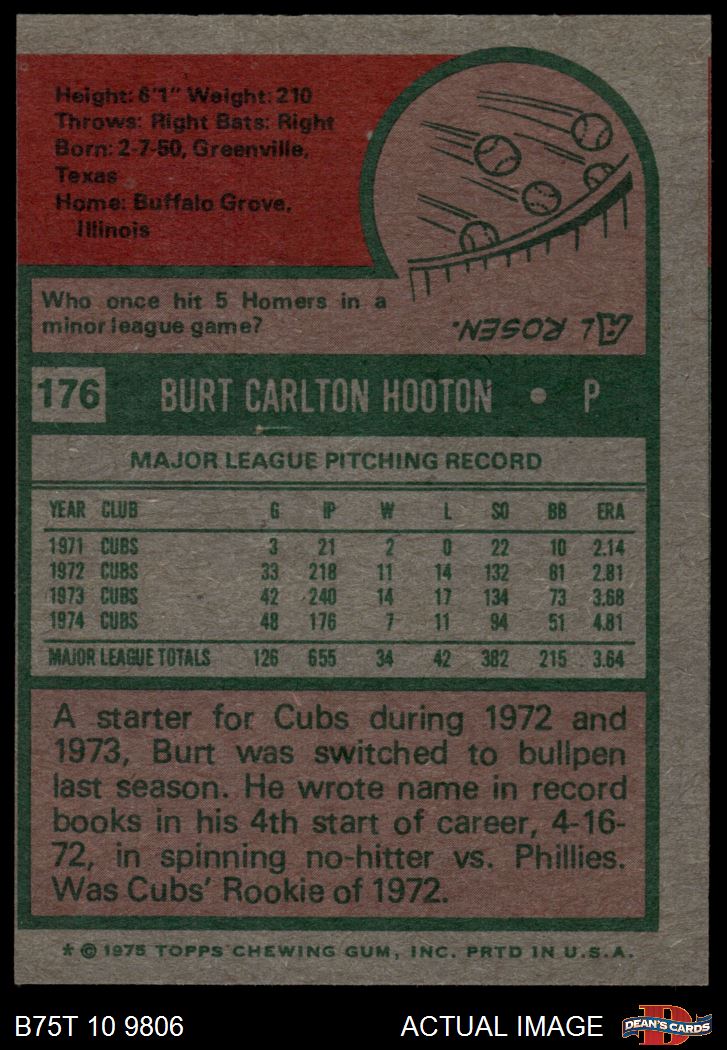 Height: 6'1" Weight: 210
Throws: Right Bats: Right
Born: 2-7-50, Greenville,
Texas
Home: Buffalo Grove,
Illinois
Who once hit 5 Homers in a
minor league game?
AL ROSEN.
176 BURT CARLTON HOOTON • P
MAJOR LEAGUE PITCHING RECORD
YEAR CLUB G IP W L SO BB ERA
1971 CUBS 3 21 2 0 22 10 2.14
1972 CUBS 33 218 11 14 132 81 2.81
1973 CUBS 42 240 14 17 134 73 3.68
1974 CUBS 48 176 7 11 94 51 4.81
MAJOR LEAGUE TOTALS 126 655 34 42 382 215 3.64
A starter for Cubs during 1972 and
1973, Burt was switched to bullpen
last season. He wrote name in record
books in his 4th start of career, 4-16-
72, in spinning no-hitter vs. Phillies.
Was Cubs' Rookie of 1972.
* © 1975 TOPPS CHEWING GUM, INC. PRTD IN U.S.A.
B75T 10 9806 ACTUAL IMAGE
D
DEAN'S CARDS